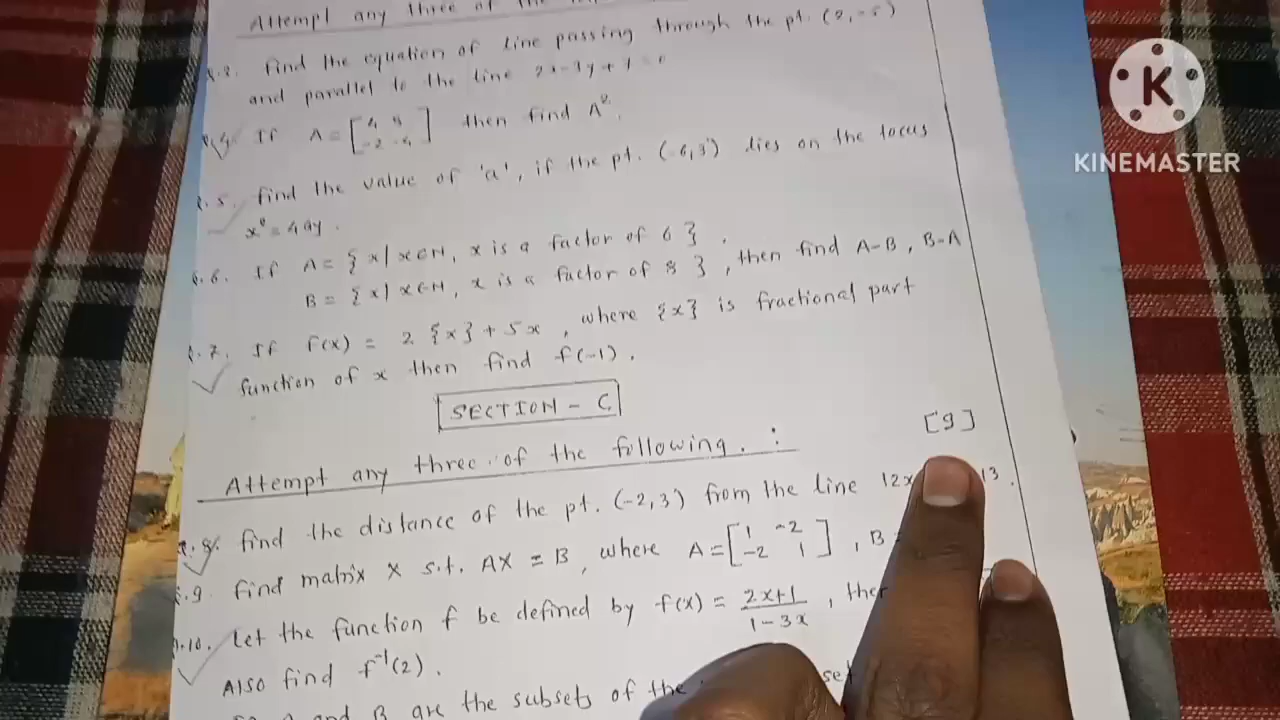 Attempt any three of the
Q.3. Find the equation of line passing through the pt. (2,-5)
and parallel to the line 2x-3y+7=0
Q.4. If A = [4 4 -2 -4] then find A².
Q.5. Find the value of 'a', if the pt. (-6,3) lies on the locus
x²=4ay.
Q.6. If A = {x| x∈N, x is a factor of 6},
B = {x| x∈N, x is a factor of 8}, then find A-B, B-A
Q.7. If f(x) = 2{x}+5x, where {x} is fractional part
function of x then find f(-1).
SECTION - C
[9]
Attempt any three of the following. :
Q.8. Find the distance of the pt. (-2,3) from the line 12x 13.
Q.9 Find matrix X s.t. AX = B, where A=[1 -2 -2 1], B
Q.10. Let the function f be defined by f(x) = 2x+1/1-3x, then
Also find f⁻¹(2).
and B are the subsets of the set
KINEMASTER